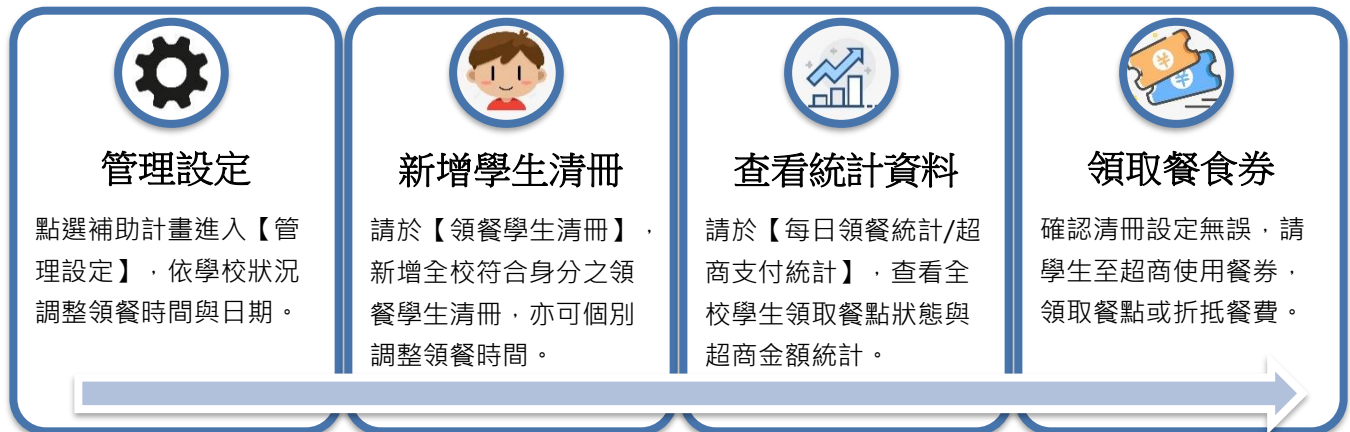 管理設定
點選補助計畫進入【管
理設定】，依學校狀況
調整領餐時間與日期。
新增學生清冊
請於【領餐學生清冊】，
新增全校符合身分之領
餐學生清冊，亦可個別
調整領餐時間。
查看統計資料
請於【每日領餐統計/超
商支付統計】，查看全
校學生領取餐點狀態與
超商金額統計。
領取餐食券
確認清冊設定無誤，請
學生至超商使用餐券，
領取餐點或折抵餐費。